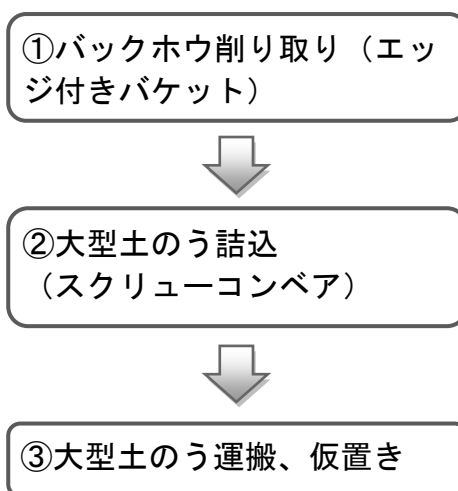 ①バックホウ削り取り（エッ
ジ付きバケット）
②大型土のう詰込
（スクリューコンベア）
③大型土のう運搬、仮置き